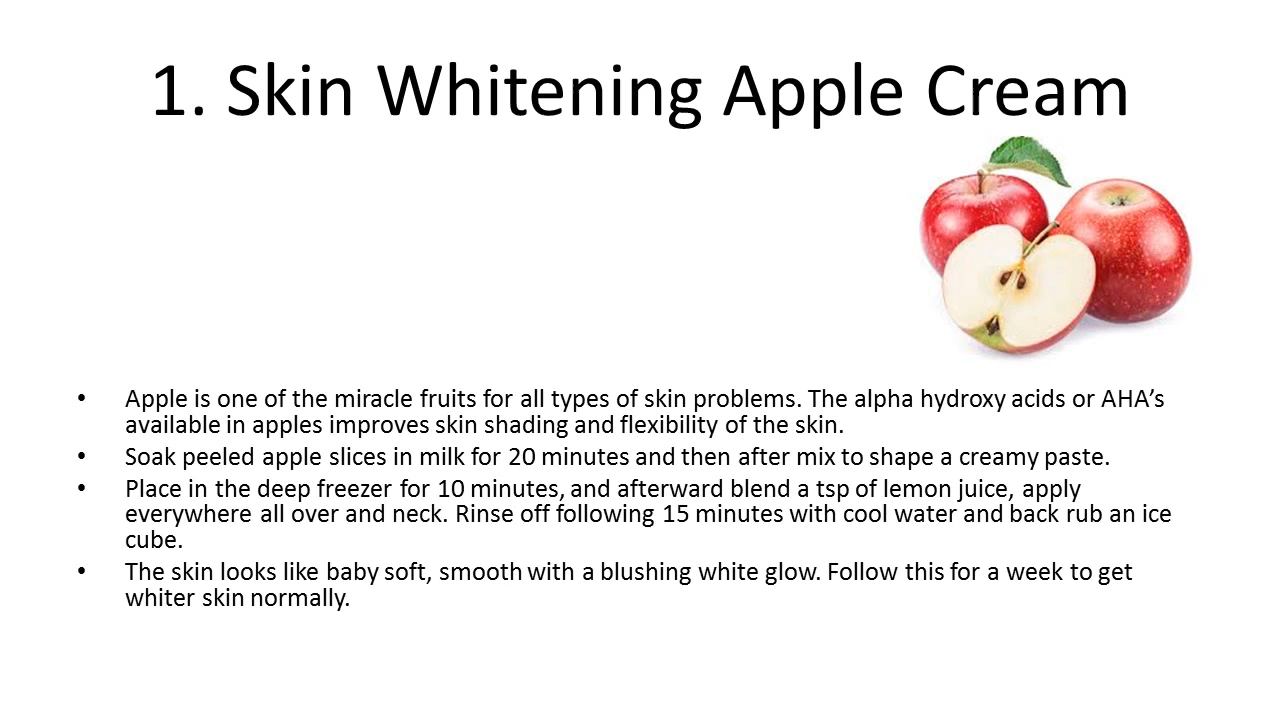 1. Skin Whitening Apple Cream
• Apple is one of the miracle fruits for all types of skin problems. The alpha hydroxy acids or AHA’s
available in apples improves skin shading and flexibility of the skin.
• Soak peeled apple slices in milk for 20 minutes and then after mix to shape a creamy paste.
• Place in the deep freezer for 10 minutes, and afterward blend a tsp of lemon juice, apply
everywhere all over and neck. Rinse off following 15 minutes with cool water and back rub an ice
cube.
• The skin looks like baby soft, smooth with a blushing white glow. Follow this for a week to get
whiter skin normally.